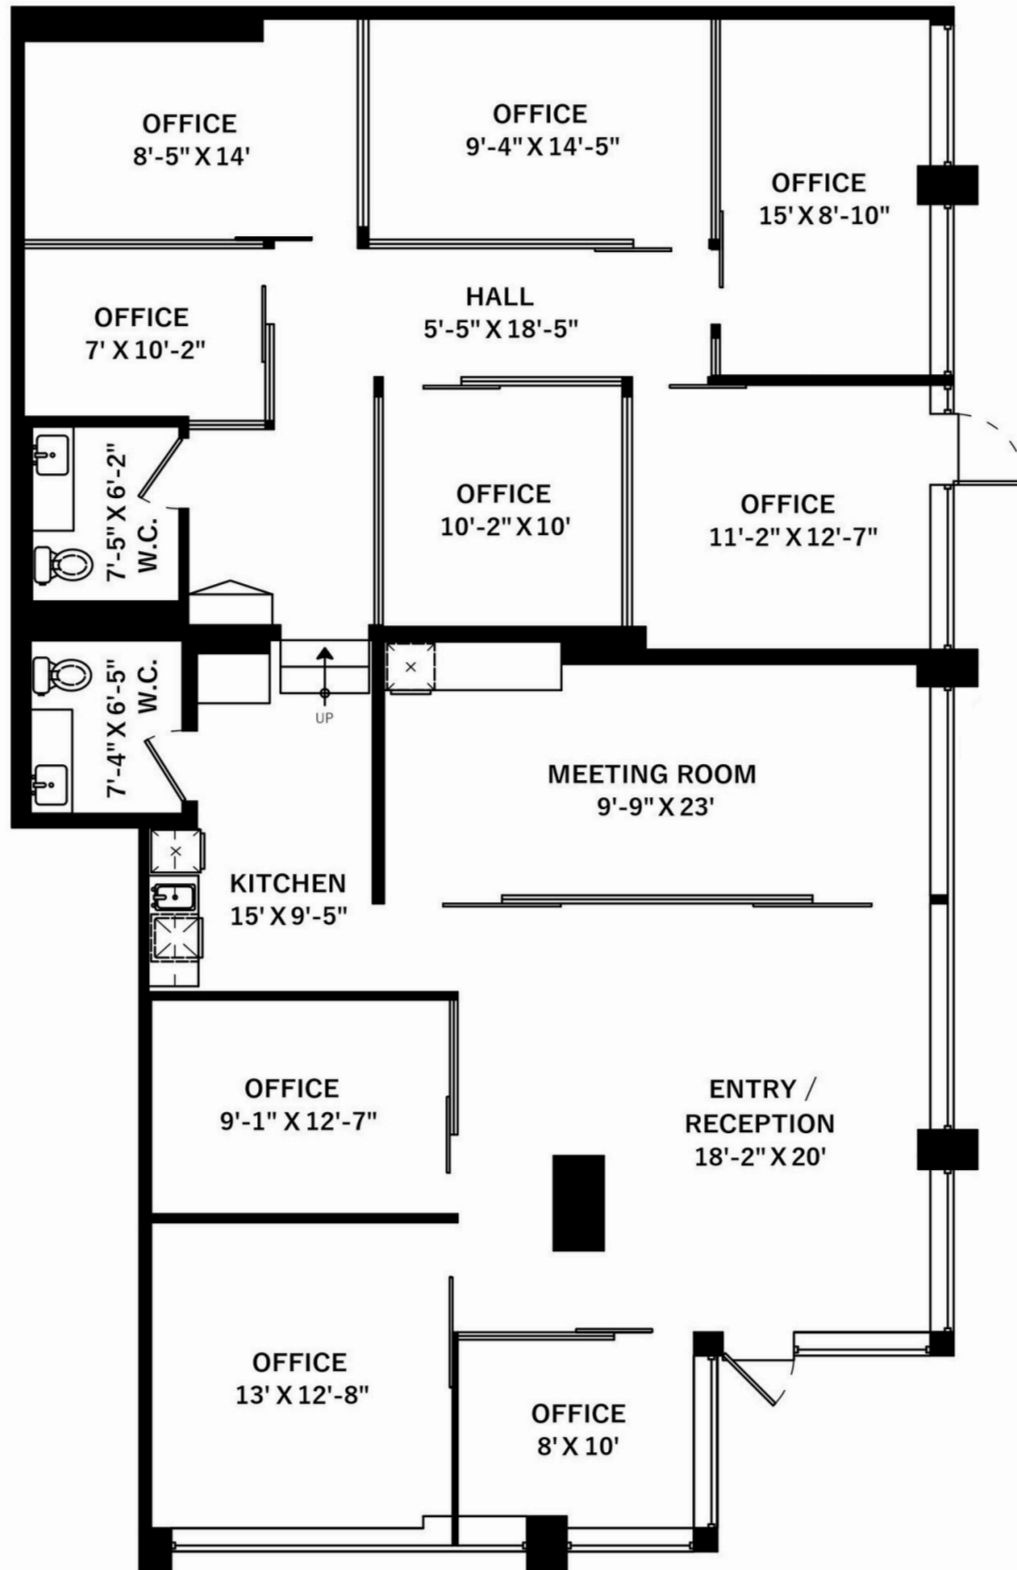 OFFICE
8'-5" X 14'
OFFICE
9'-4" X 14'-5"
OFFICE
15' X 8'-10"
HALL
5'-5" X 18'-5"
OFFICE
7' X 10'-2"
7'-5" X 6'-2"
W.C.
OFFICE
10'-2" X 10'
OFFICE
11'-2" X 12'-7"
7'-4" X 6'-5"
W.C.
UP
MEETING ROOM
9'-9" X 23'
KITCHEN
15' X 9'-5"
OFFICE
9'-1" X 12'-7"
ENTRY /
RECEPTION
18'-2" X 20'
OFFICE
13' X 12'-8"
OFFICE
8' X 10'